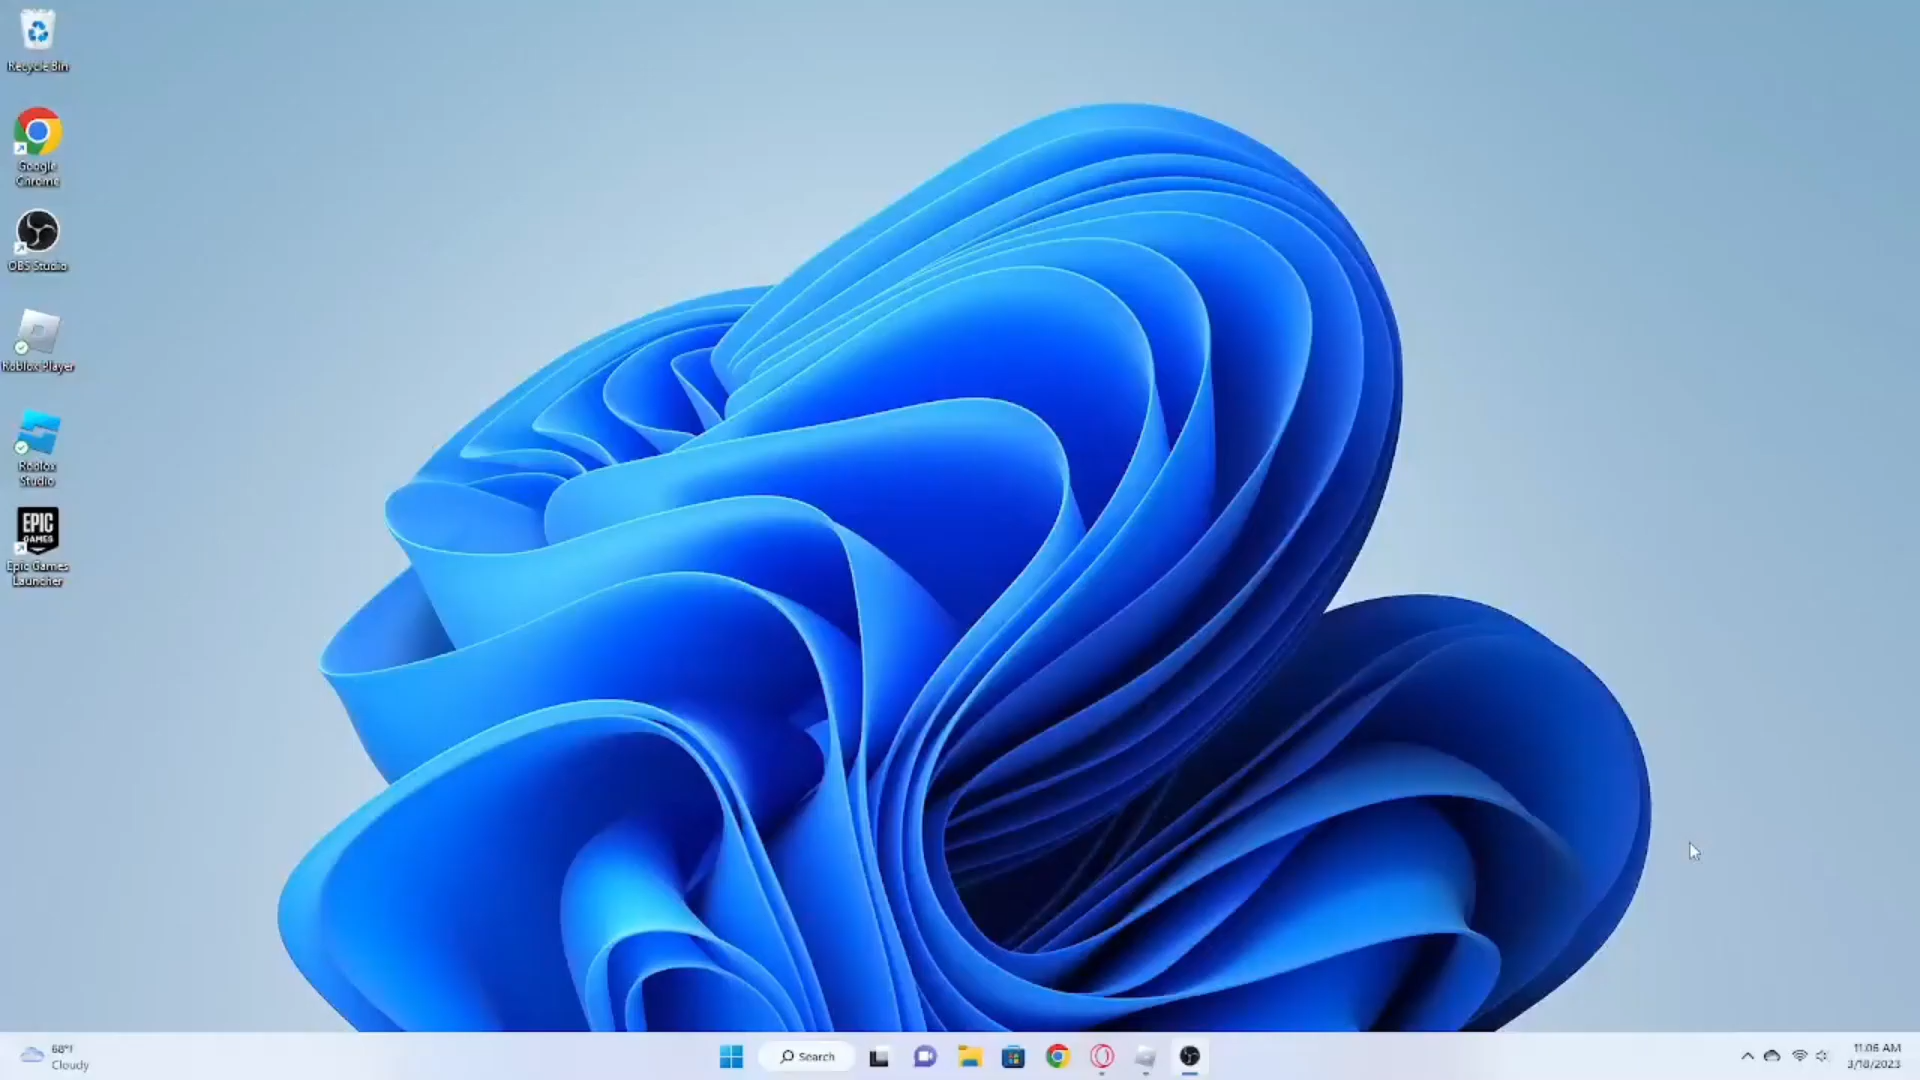 Recycle Bin
Google
Chrome
OBS Studio
Roblox Player
Roblox
Studio
EPIC
GAMES
Epic Games
Launcher
68°F
Cloudy
Search
11:06 AM
3/18/2023